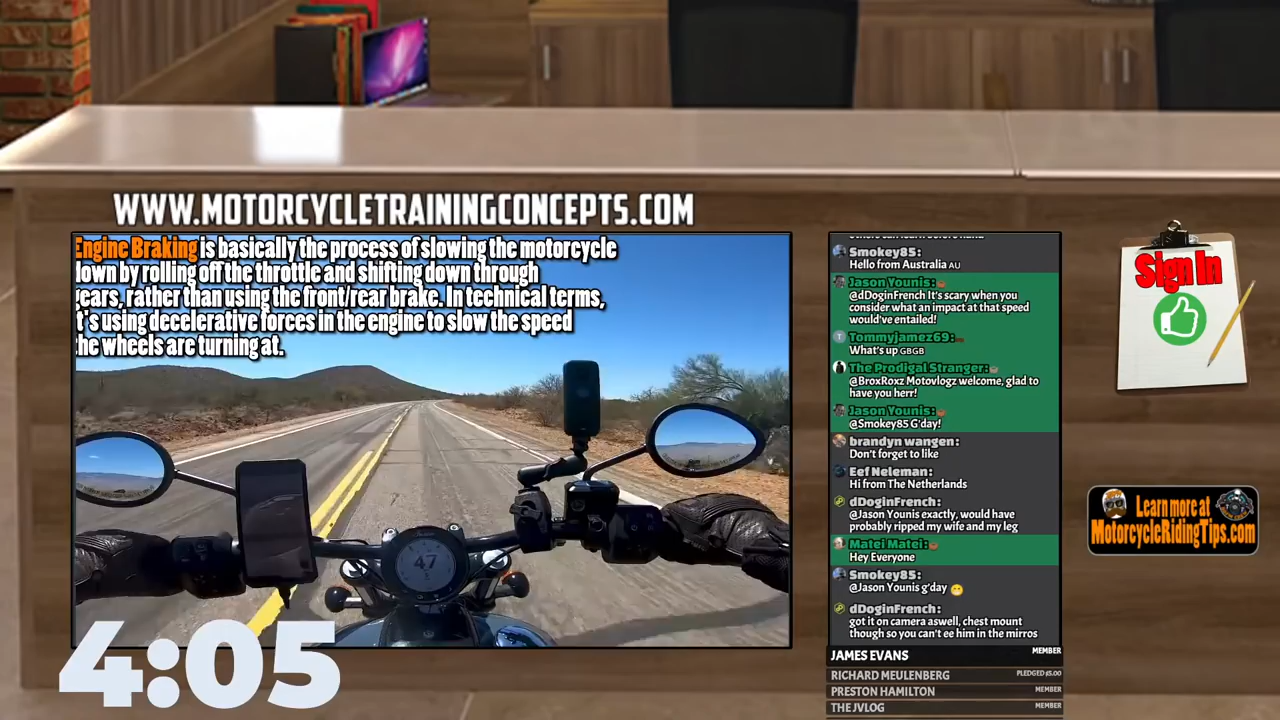 WWW.MOTORCYCLETRAININGCONCEPTS.COM
Engine Braking is basically the process of slowing the motorcycle
down by rolling off the throttle and shifting down through
gears, rather than using the front/rear brake. In technical terms,
it's using decelerative forces in the engine to slow the speed
the wheels are turning at.
47
4:05
Smokey85:
Hello from Australia AU
Jason Younis:
@dDoginFrench It's scary when you
consider what an impact at that speed
would've entailed!
Tommyjamez69:
What's up GBGB
The Prodigal Stranger:
@BroxRoxz Motovlogz welcome, glad to
have you herr!
Jason Younis:
@Smokey85 G'day!
brandyn wangen:
Don't forget to like
Eef Neleman:
Hi from The Netherlands
dDoginFrench:
@Jason Younis exactly, would have
probably ripped my wife and my leg
Matei Matei:
Hey Everyone
Smokey85:
@Jason Younis g'day 😁
dDoginFrench:
got it on camera aswell, chest mount
though so you can't ee him in the mirros
JAMES EVANS MEMBER
RICHARD MEULENBERG PLEDGED $5.00
PRESTON HAMILTON MEMBER
THE JVLOG MEMBER
Sign In
Learn more at
MotorcycleRidingTips.com